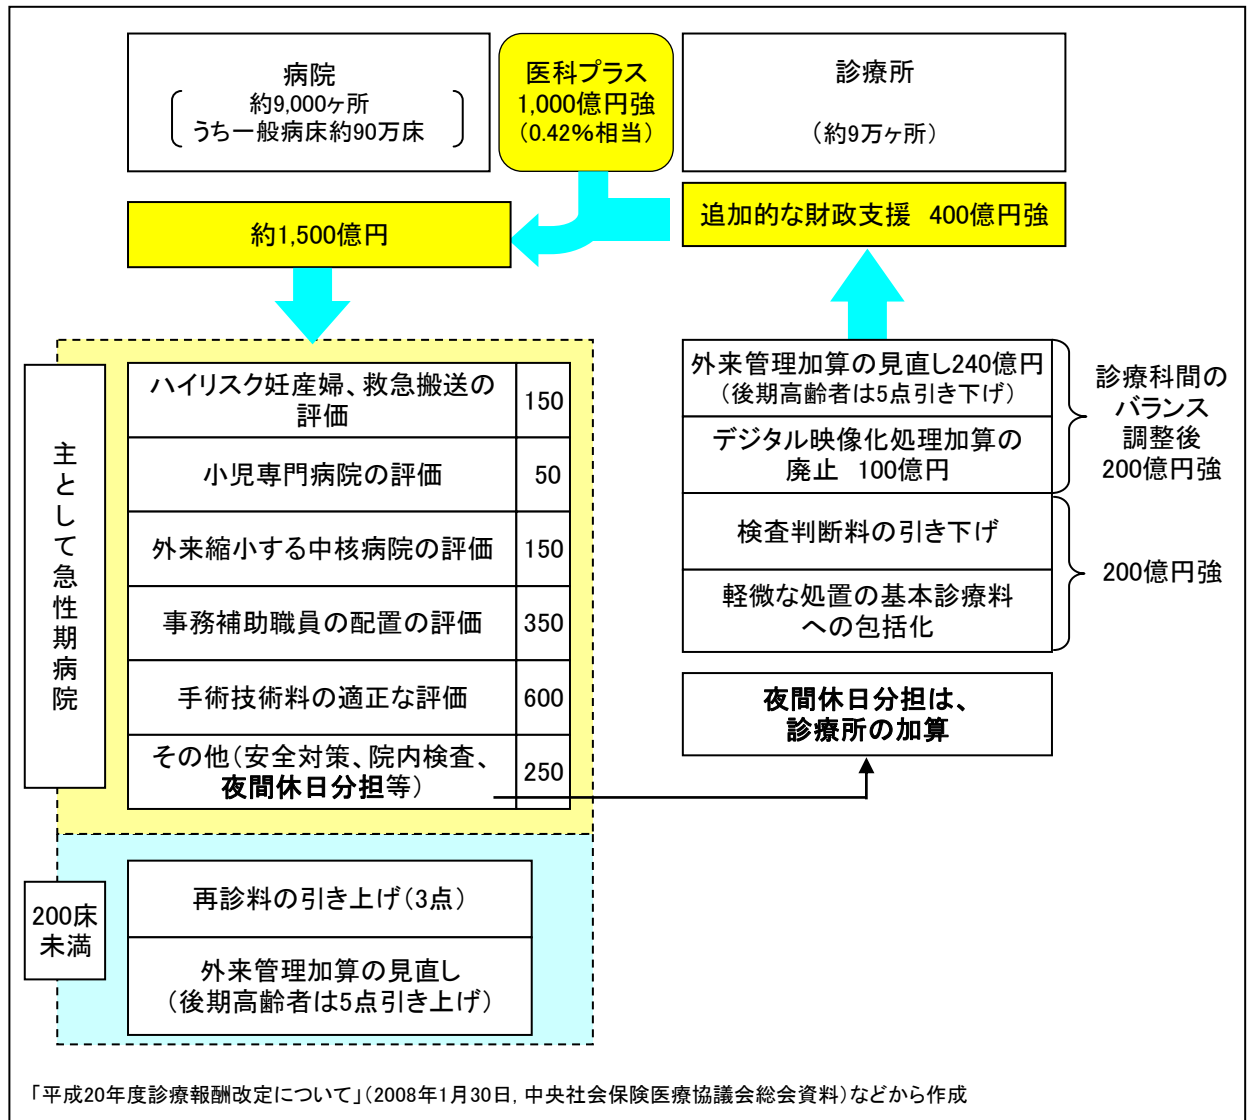 病院
約9,000ヶ所
うち一般病床約90万床
医科プラス
1,000億円強
(0.42%相当)
診療所
(約9万ヶ所)
約1,500億円
追加的な財政支援 400億円強
主として急性期病院
ハイリスク妊産婦、救急搬送の
評価
150
小児専門病院の評価
50
外来縮小する中核病院の評価
150
事務補助職員の配置の評価
350
手術技術料の適正な評価
600
その他(安全対策、院内検査、
夜間休日分担等)
250
外来管理加算の見直し240億円
(後期高齢者は5点引き下げ)
デジタル映像化処理加算の
廃止 100億円
診療科間の
バランス
調整後
200億円強
検査判断料の引き下げ
軽微な処置の基本診療料
への包括化
200億円強
夜間休日分担は、
診療所の加算
200床
未満
再診料の引き上げ(3点)
外来管理加算の見直し
(後期高齢者は5点引き上げ)
「平成20年度診療報酬改定について」(2008年1月30日, 中央社会保険医療協議会総会資料)などから作成